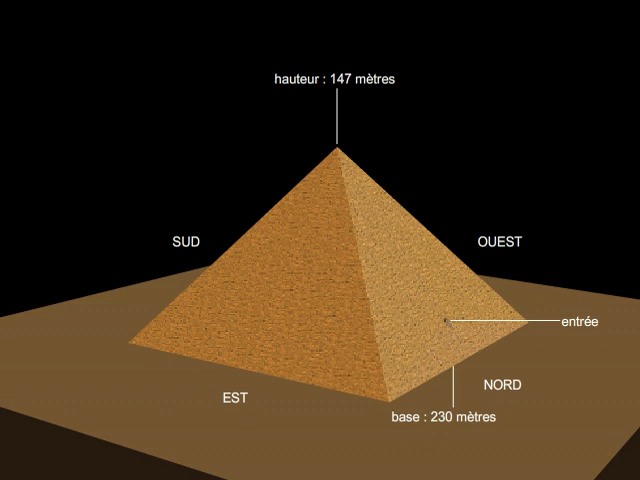 hauteur : 147 mètres
SUD
OUEST
entrée
NORD
EST
base : 230 mètres